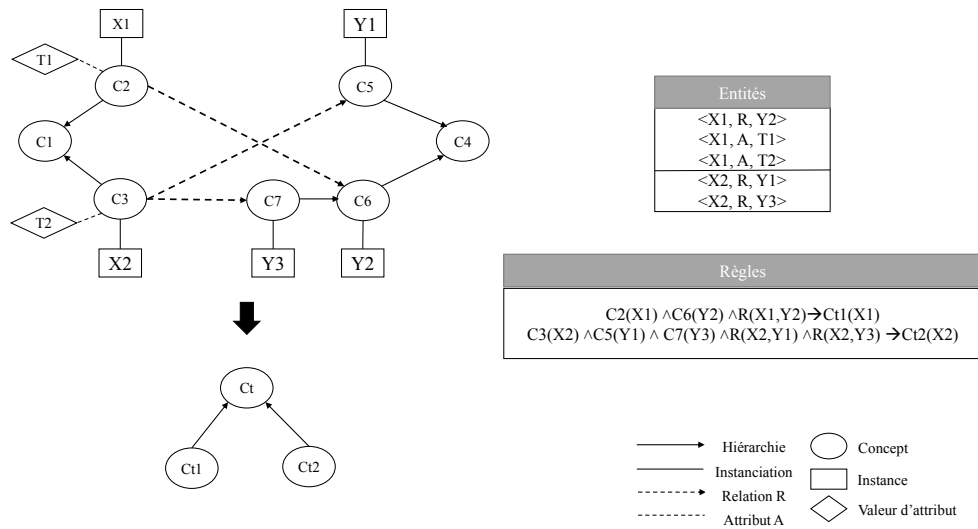 X1
Y1
T1
C2
C5
C1
C4
C3
C7
C6
T2
X2
Y3
Y2
Entités
<X1, R, Y2>
<X1, A, T1>
<X1, A, T2>
<X2, R, Y1>
<X2, R, Y3>
Règles
C2(X1) ∧C6(Y2) ∧R(X1,Y2)→Ct1(X1)
C3(X2) ∧C5(Y1) ∧ C7(Y3) ∧R(X2,Y1) ∧R(X2,Y3) →Ct2(X2)
Ct
Ct1
Ct2
Hiérarchie
Concept
Instanciation
Instance
Relation R
Attribut A
Valeur d'attribut